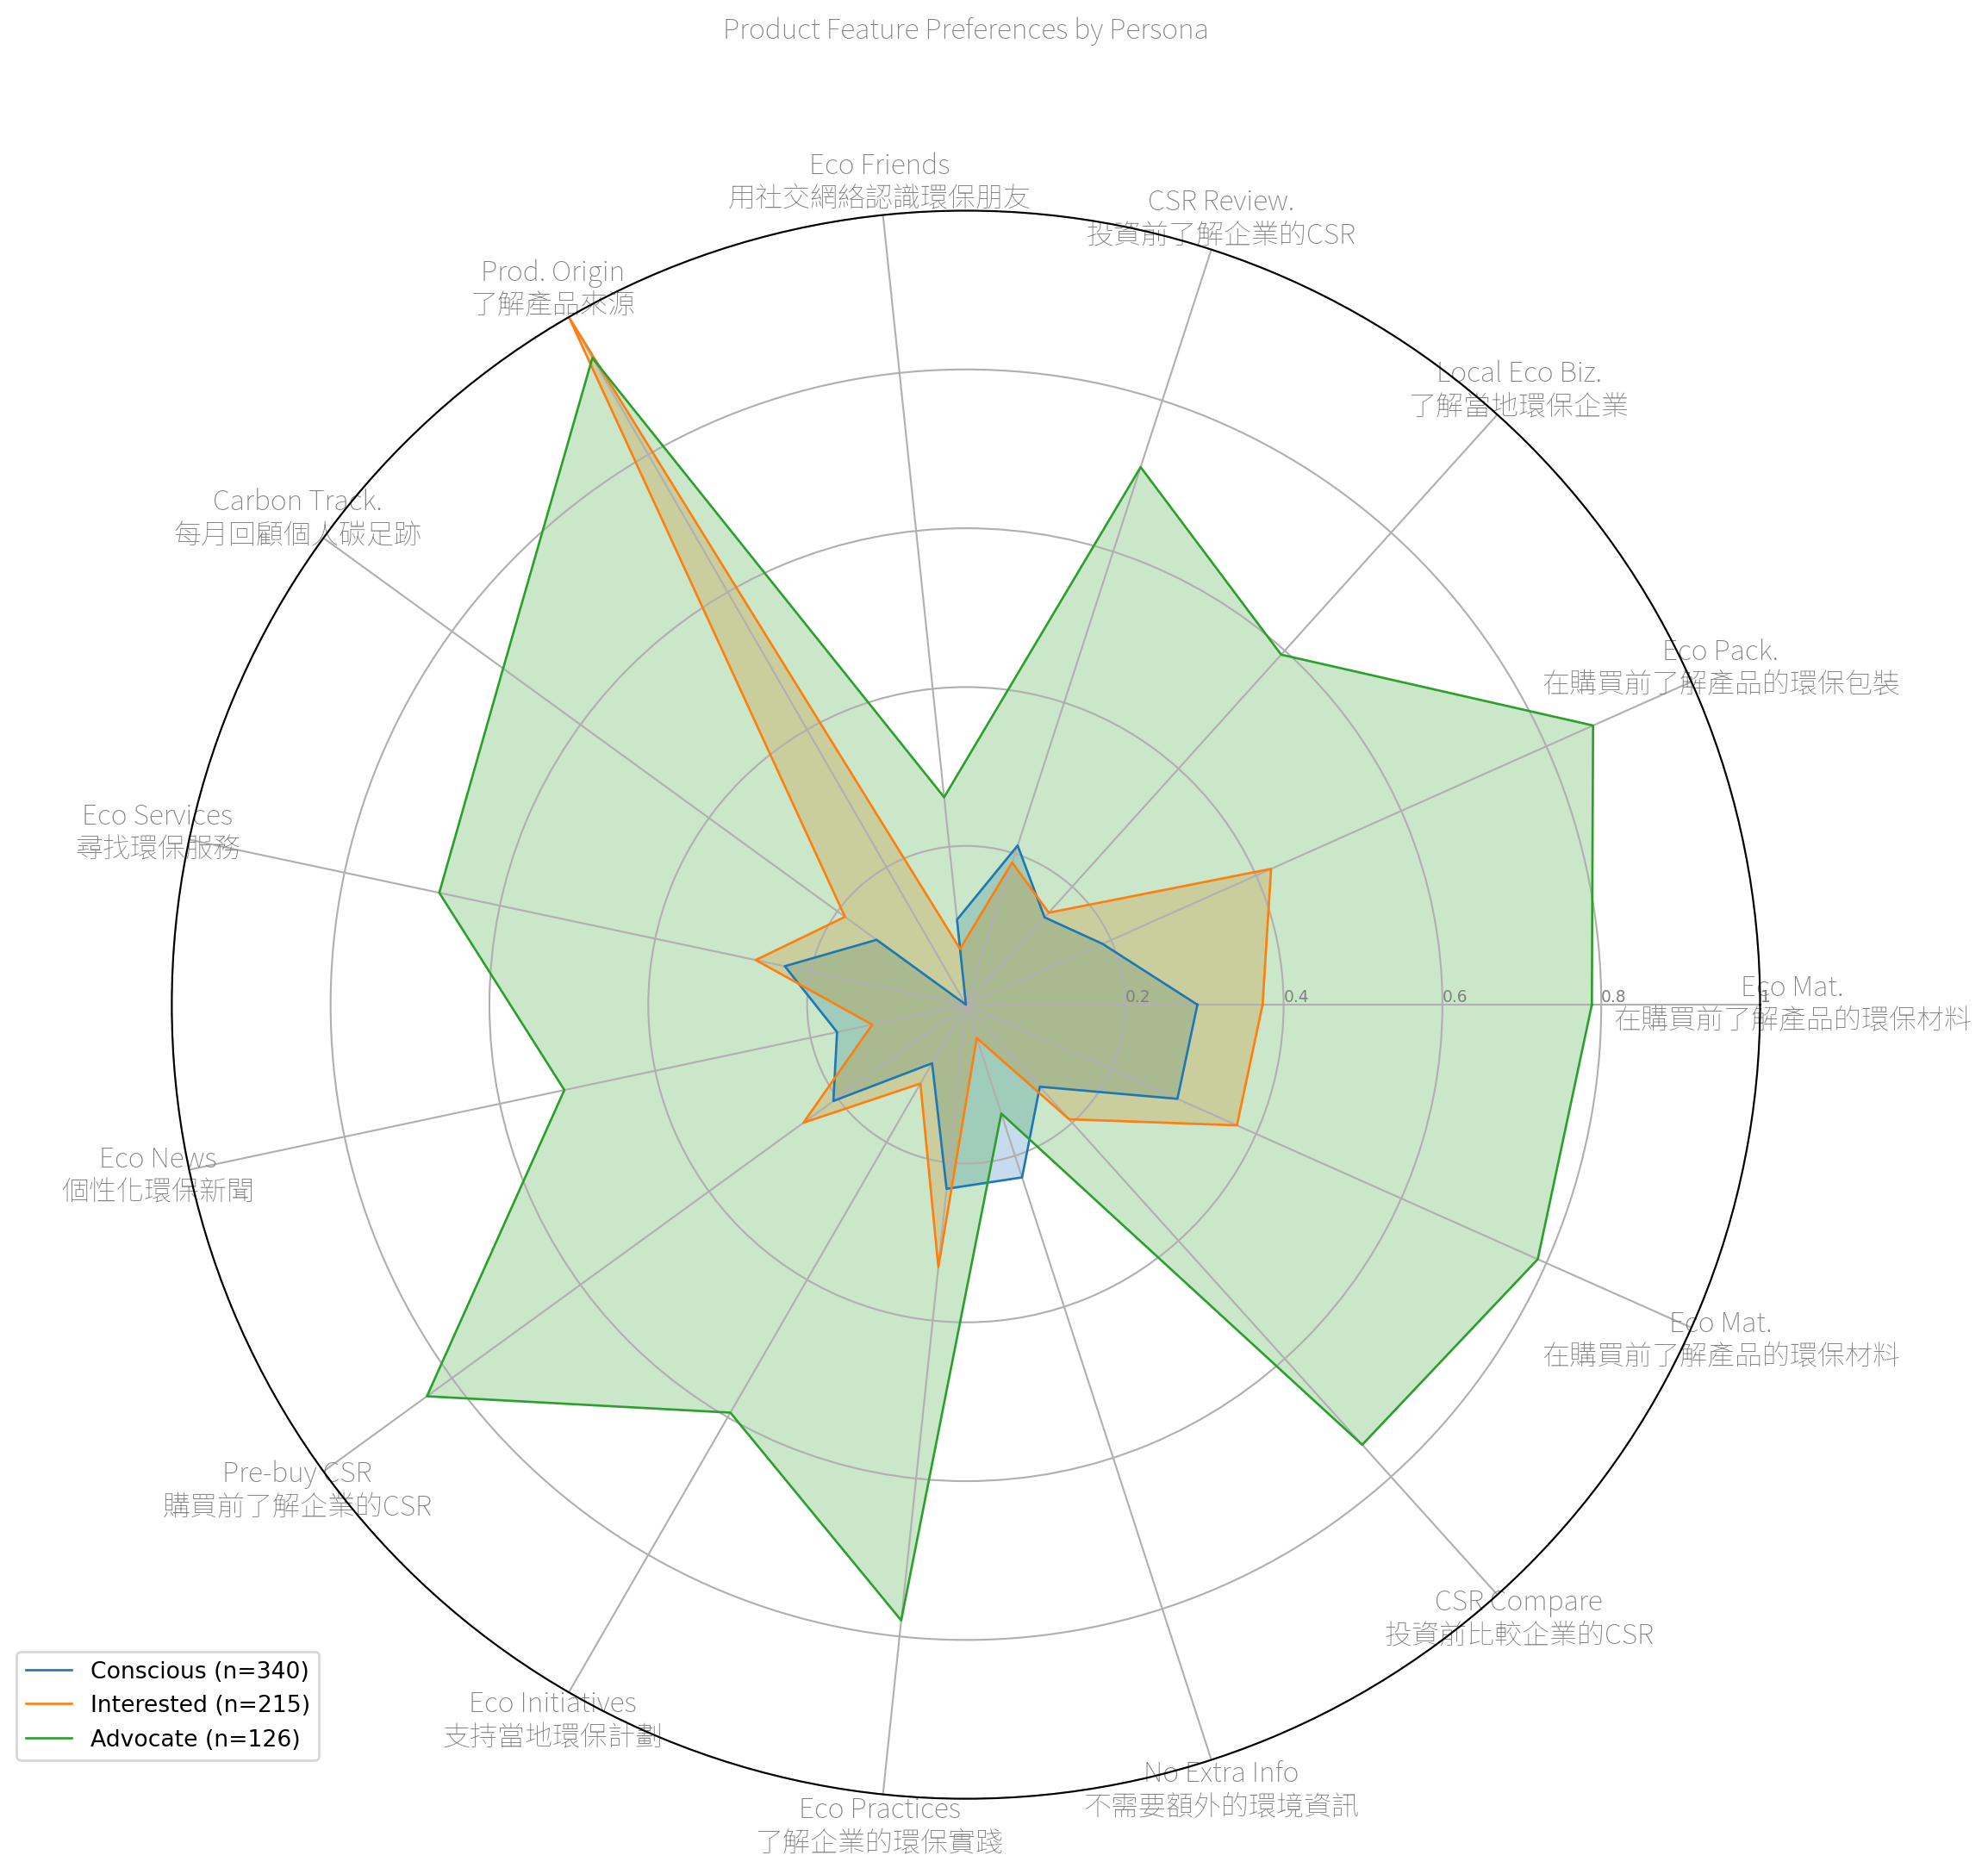 Product Feature Preferences by Persona
Eco Friends
用社交網絡認識環保朋友
CSR Review.
投資前了解企業的CSR
Prod. Origin
了解產品來源
Local Eco Biz.
了解當地環保企業
Carbon Track.
每月回顧個人碳足跡
Eco Pack.
在購買前了解產品的環保包裝
Eco Services
尋找環保服務
Eco Mat.
在購買前了解產品的環保材料
0.2
0.4
0.6
0.8
1
Eco News
個性化環保新聞
Eco Mat.
在購買前了解產品的環保材料
Pre-buy CSR
購買前了解企業的CSR
CSR Compare
投資前比較企業的CSR
Eco Initiatives
支持當地環保計劃
No Extra Info
不需要額外的環境資訊
Eco Practices
了解企業的環保實踐
Conscious (n=340)
Interested (n=215)
Advocate (n=126)